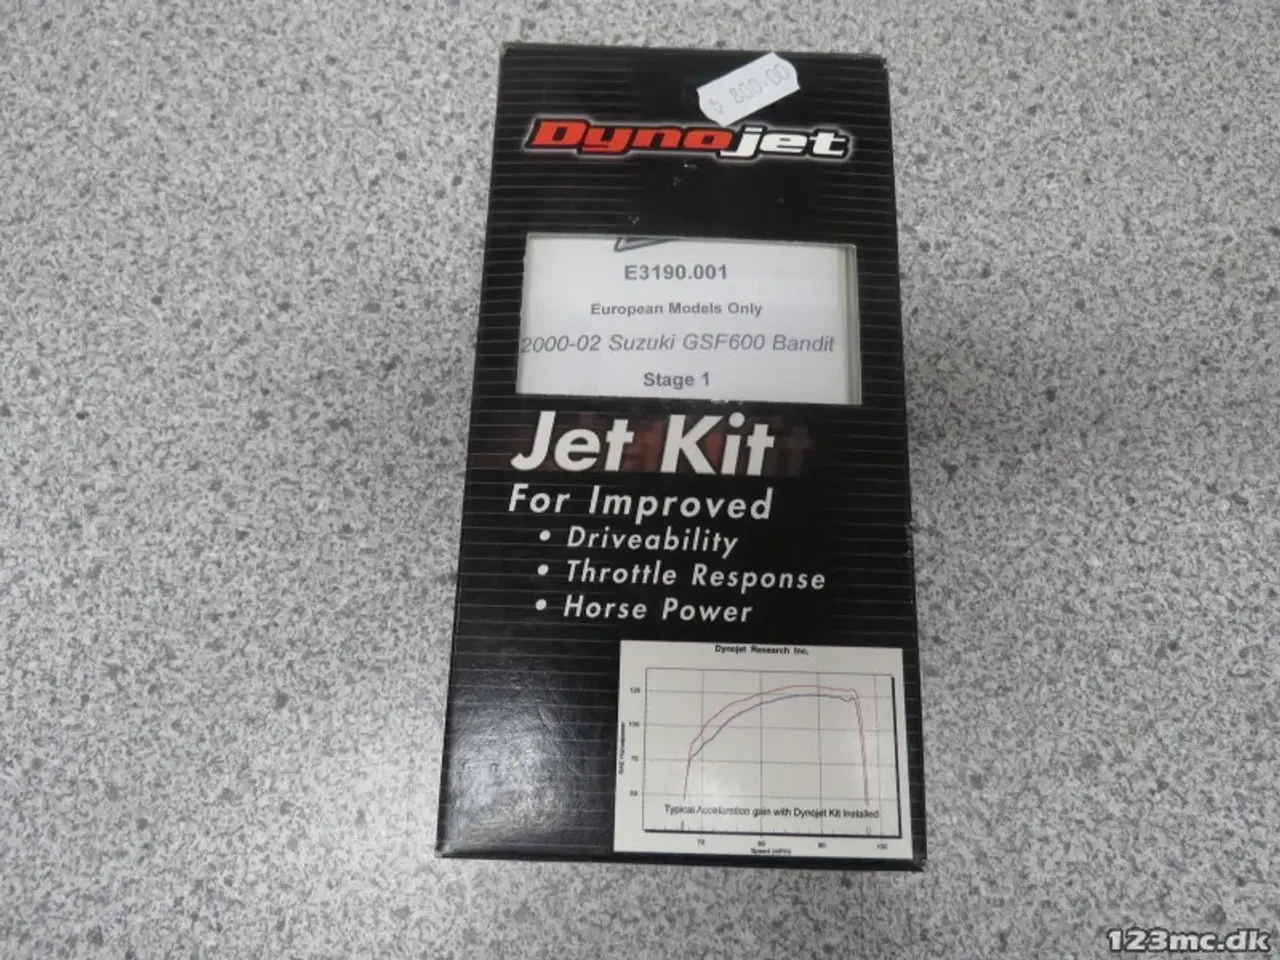 800.00
Dynojet
E3190.001
European Models Only
2000-02 Suzuki GSF600 Bandit
Stage 1
Jet Kit
For Improved
• Driveability
• Throttle Response
• Horse Power
Dynojet Research Inc.
Typical Acceleration gain with Dynojet Kit Installed
123mc.dk